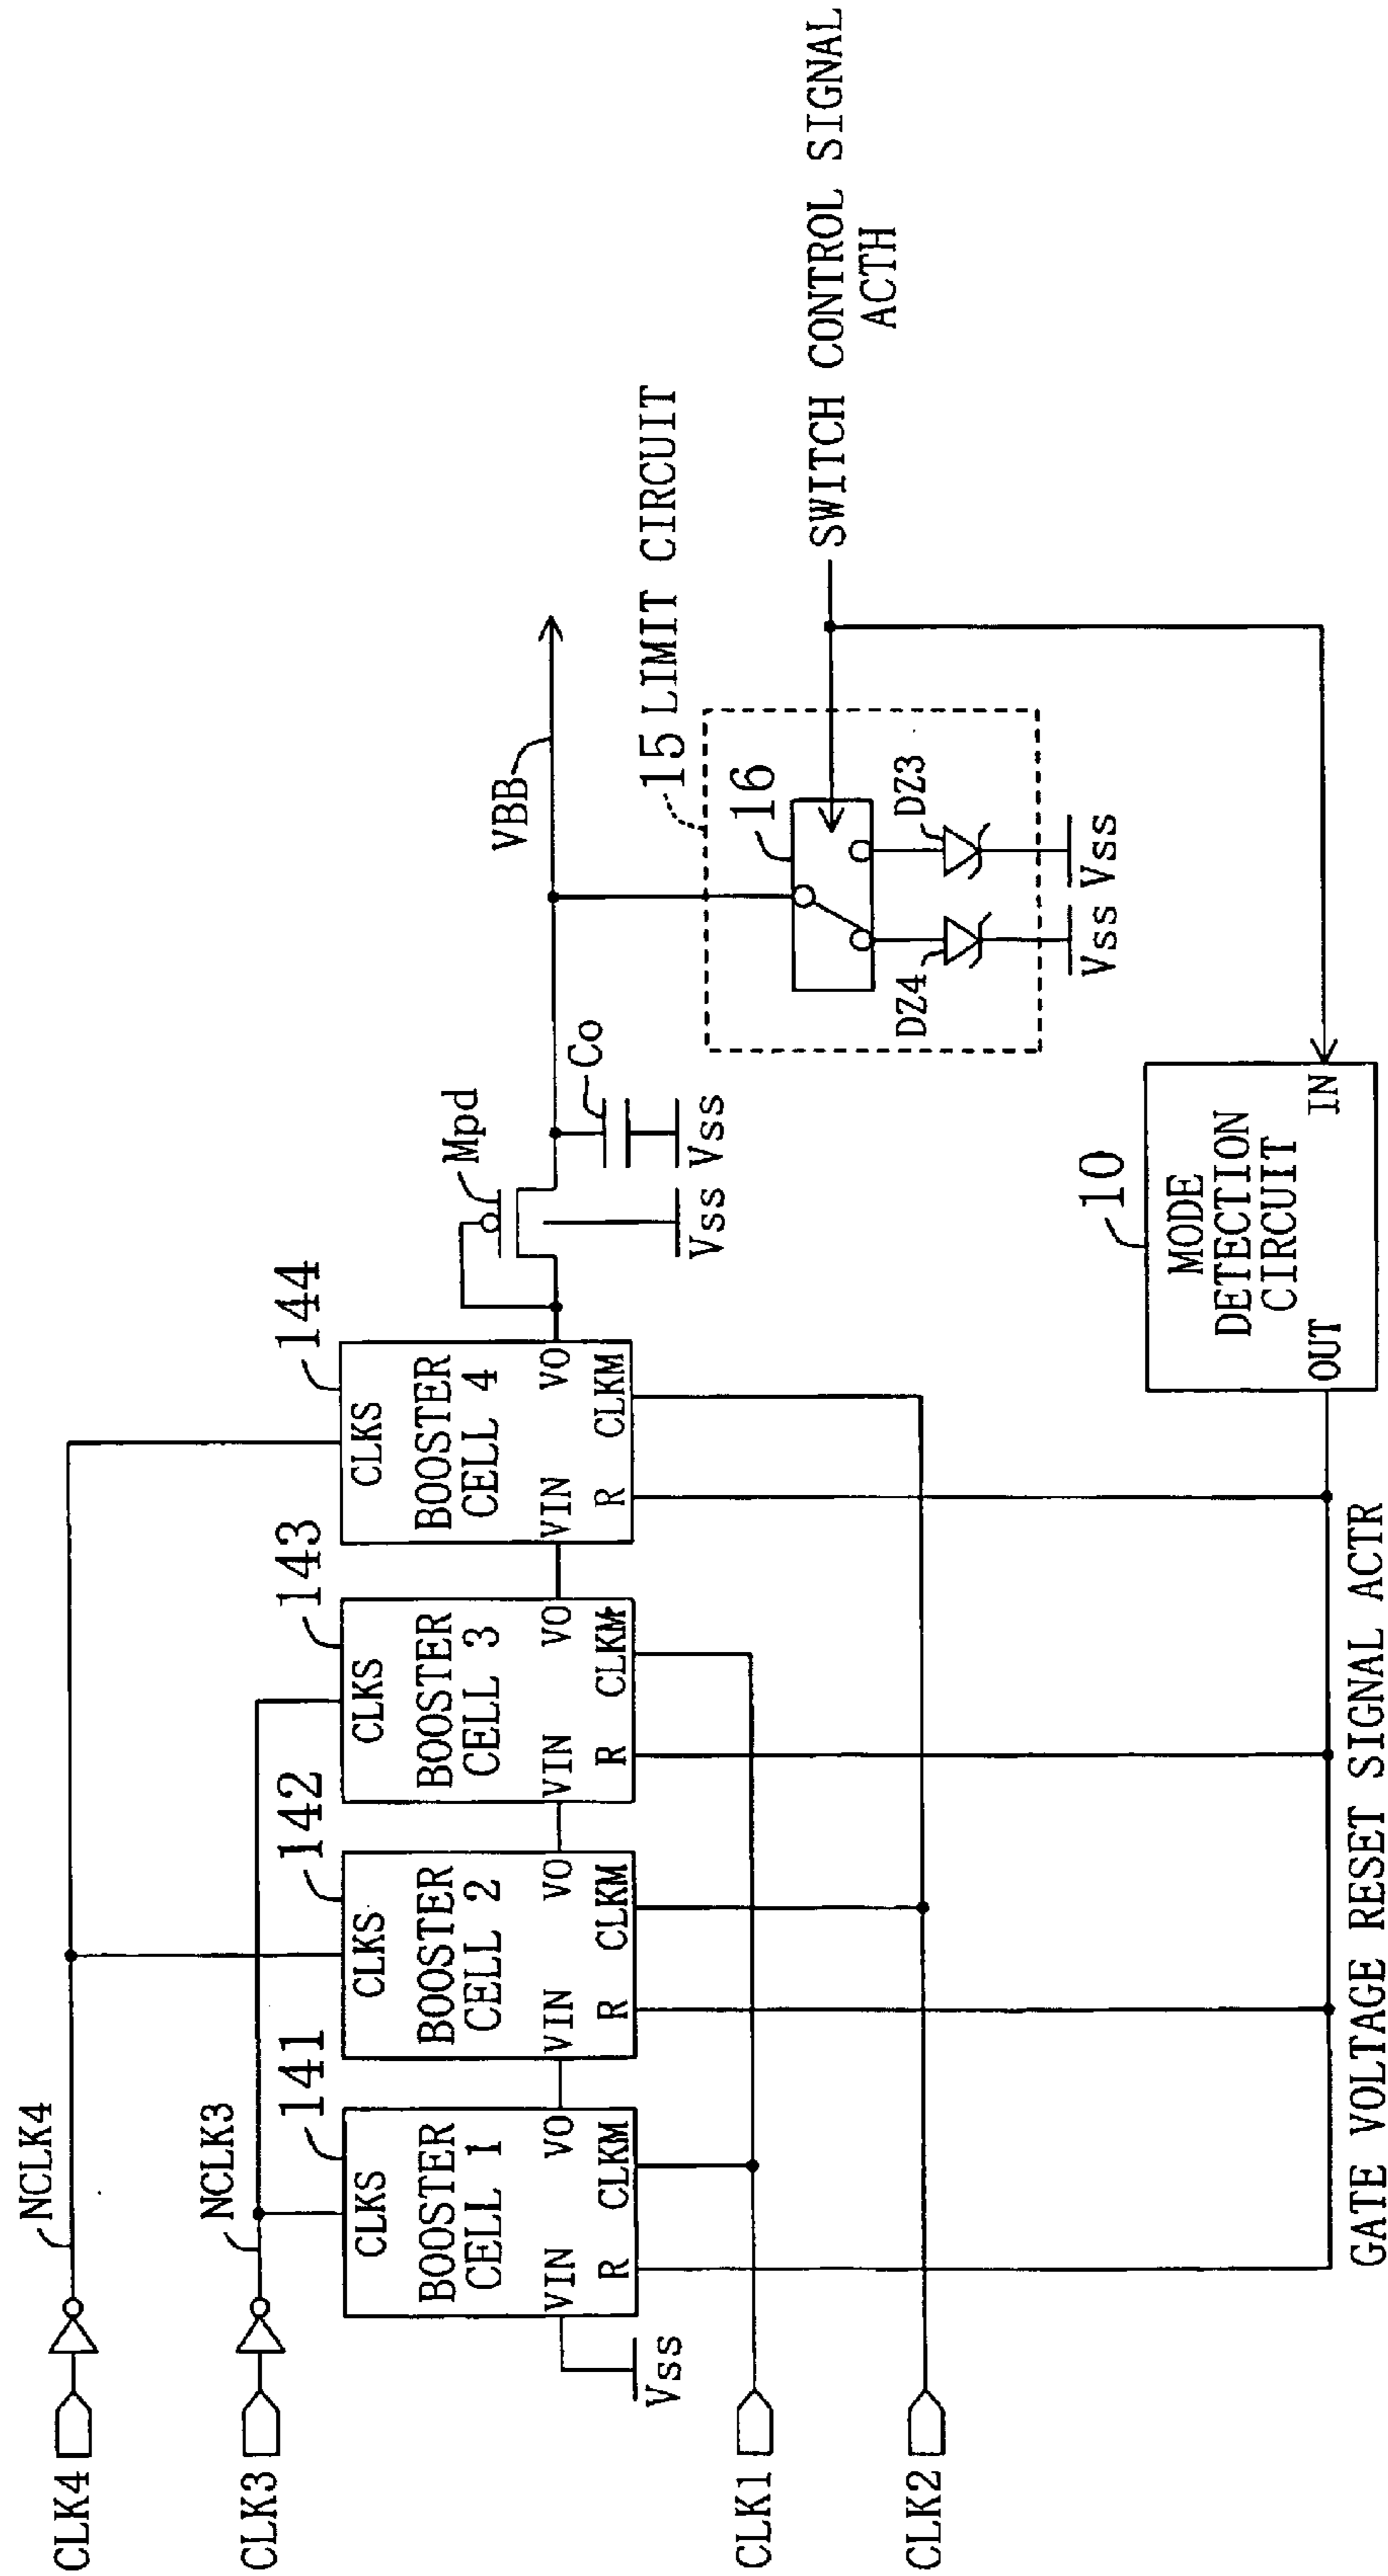 CLK4
NCLK4
CLK3
NCLK3
141
142
143
144
CLKS
BOOSTER
CELL 1
VIN
VO
R
CLKM
CLKS
BOOSTER
CELL 2
VIN
VO
R
CLKM
CLKS
BOOSTER
CELL 3
VIN
VO
R
CLKM
CLKS
BOOSTER
CELL 4
VIN
VO
R
CLKM
Vss
Mpd
Co
Vss
Vss
VBB
15 LIMIT CIRCUIT
16
DZ4
DZ3
Vss
Vss
SWITCH CONTROL SIGNAL
ACTH
CLK1
CLK2
10
MODE
DETECTION
CIRCUIT
OUT
IN
GATE VOLTAGE RESET SIGNAL ACTR